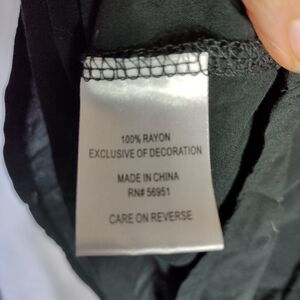 100% RAYON
EXCLUSIVE OF DECORATION
MADE IN CHINA
RN# 56951
CARE ON REVERSE